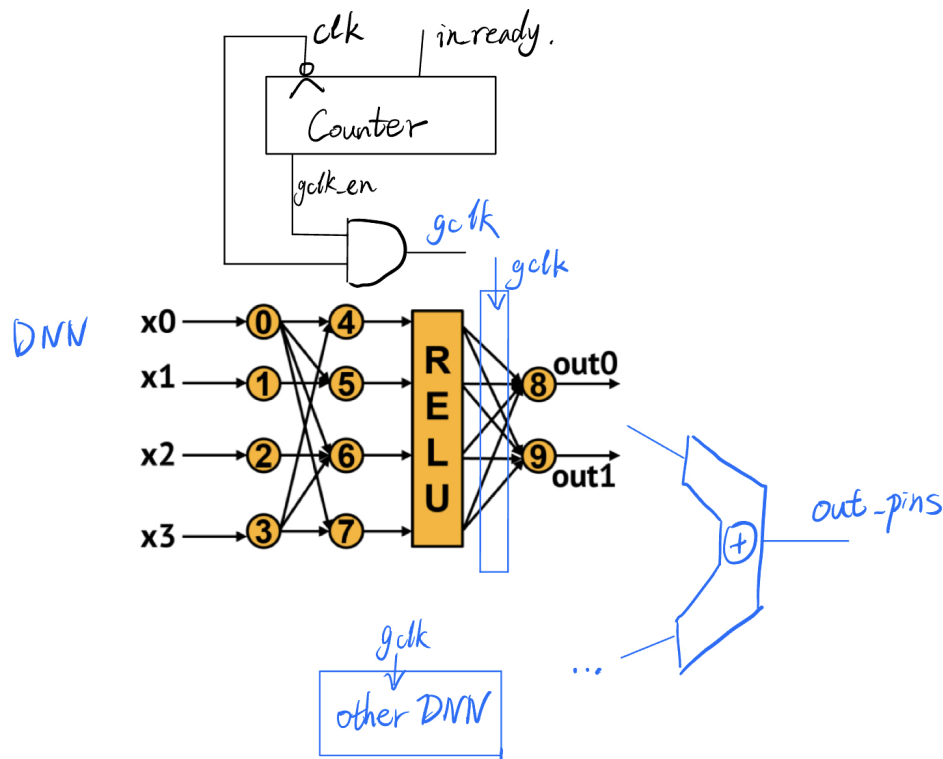 clk
in_ready.
Counter
gclk_en
gclk
gclk
DNN
x0
0
4
x1
1
5
x2
2
6
x3
3
7
RELU
8
out0
9
out1
+
out_pins
...
gclk
other DNN